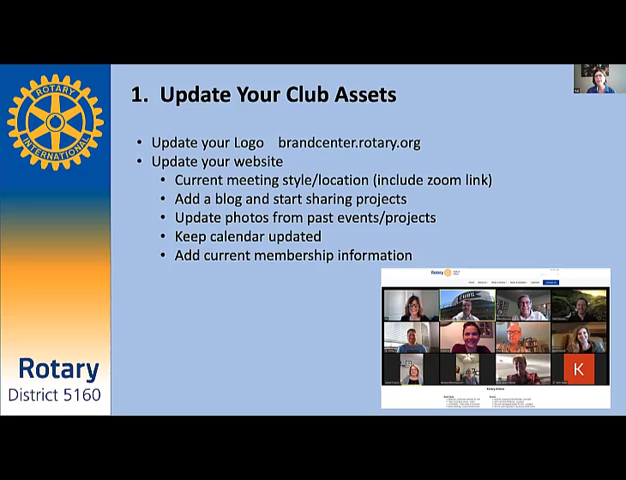 1. Update Your Club Assets
• Update your Logo brandcenter.rotary.org
• Update your website
• Current meeting style/location (include zoom link)
• Add a blog and start sharing projects
• Update photos from past events/projects
• Keep calendar updated
• Add current membership information
ROTARY
INTERNATIONAL
Rotary
District 5160
Rotary
CUBS
K